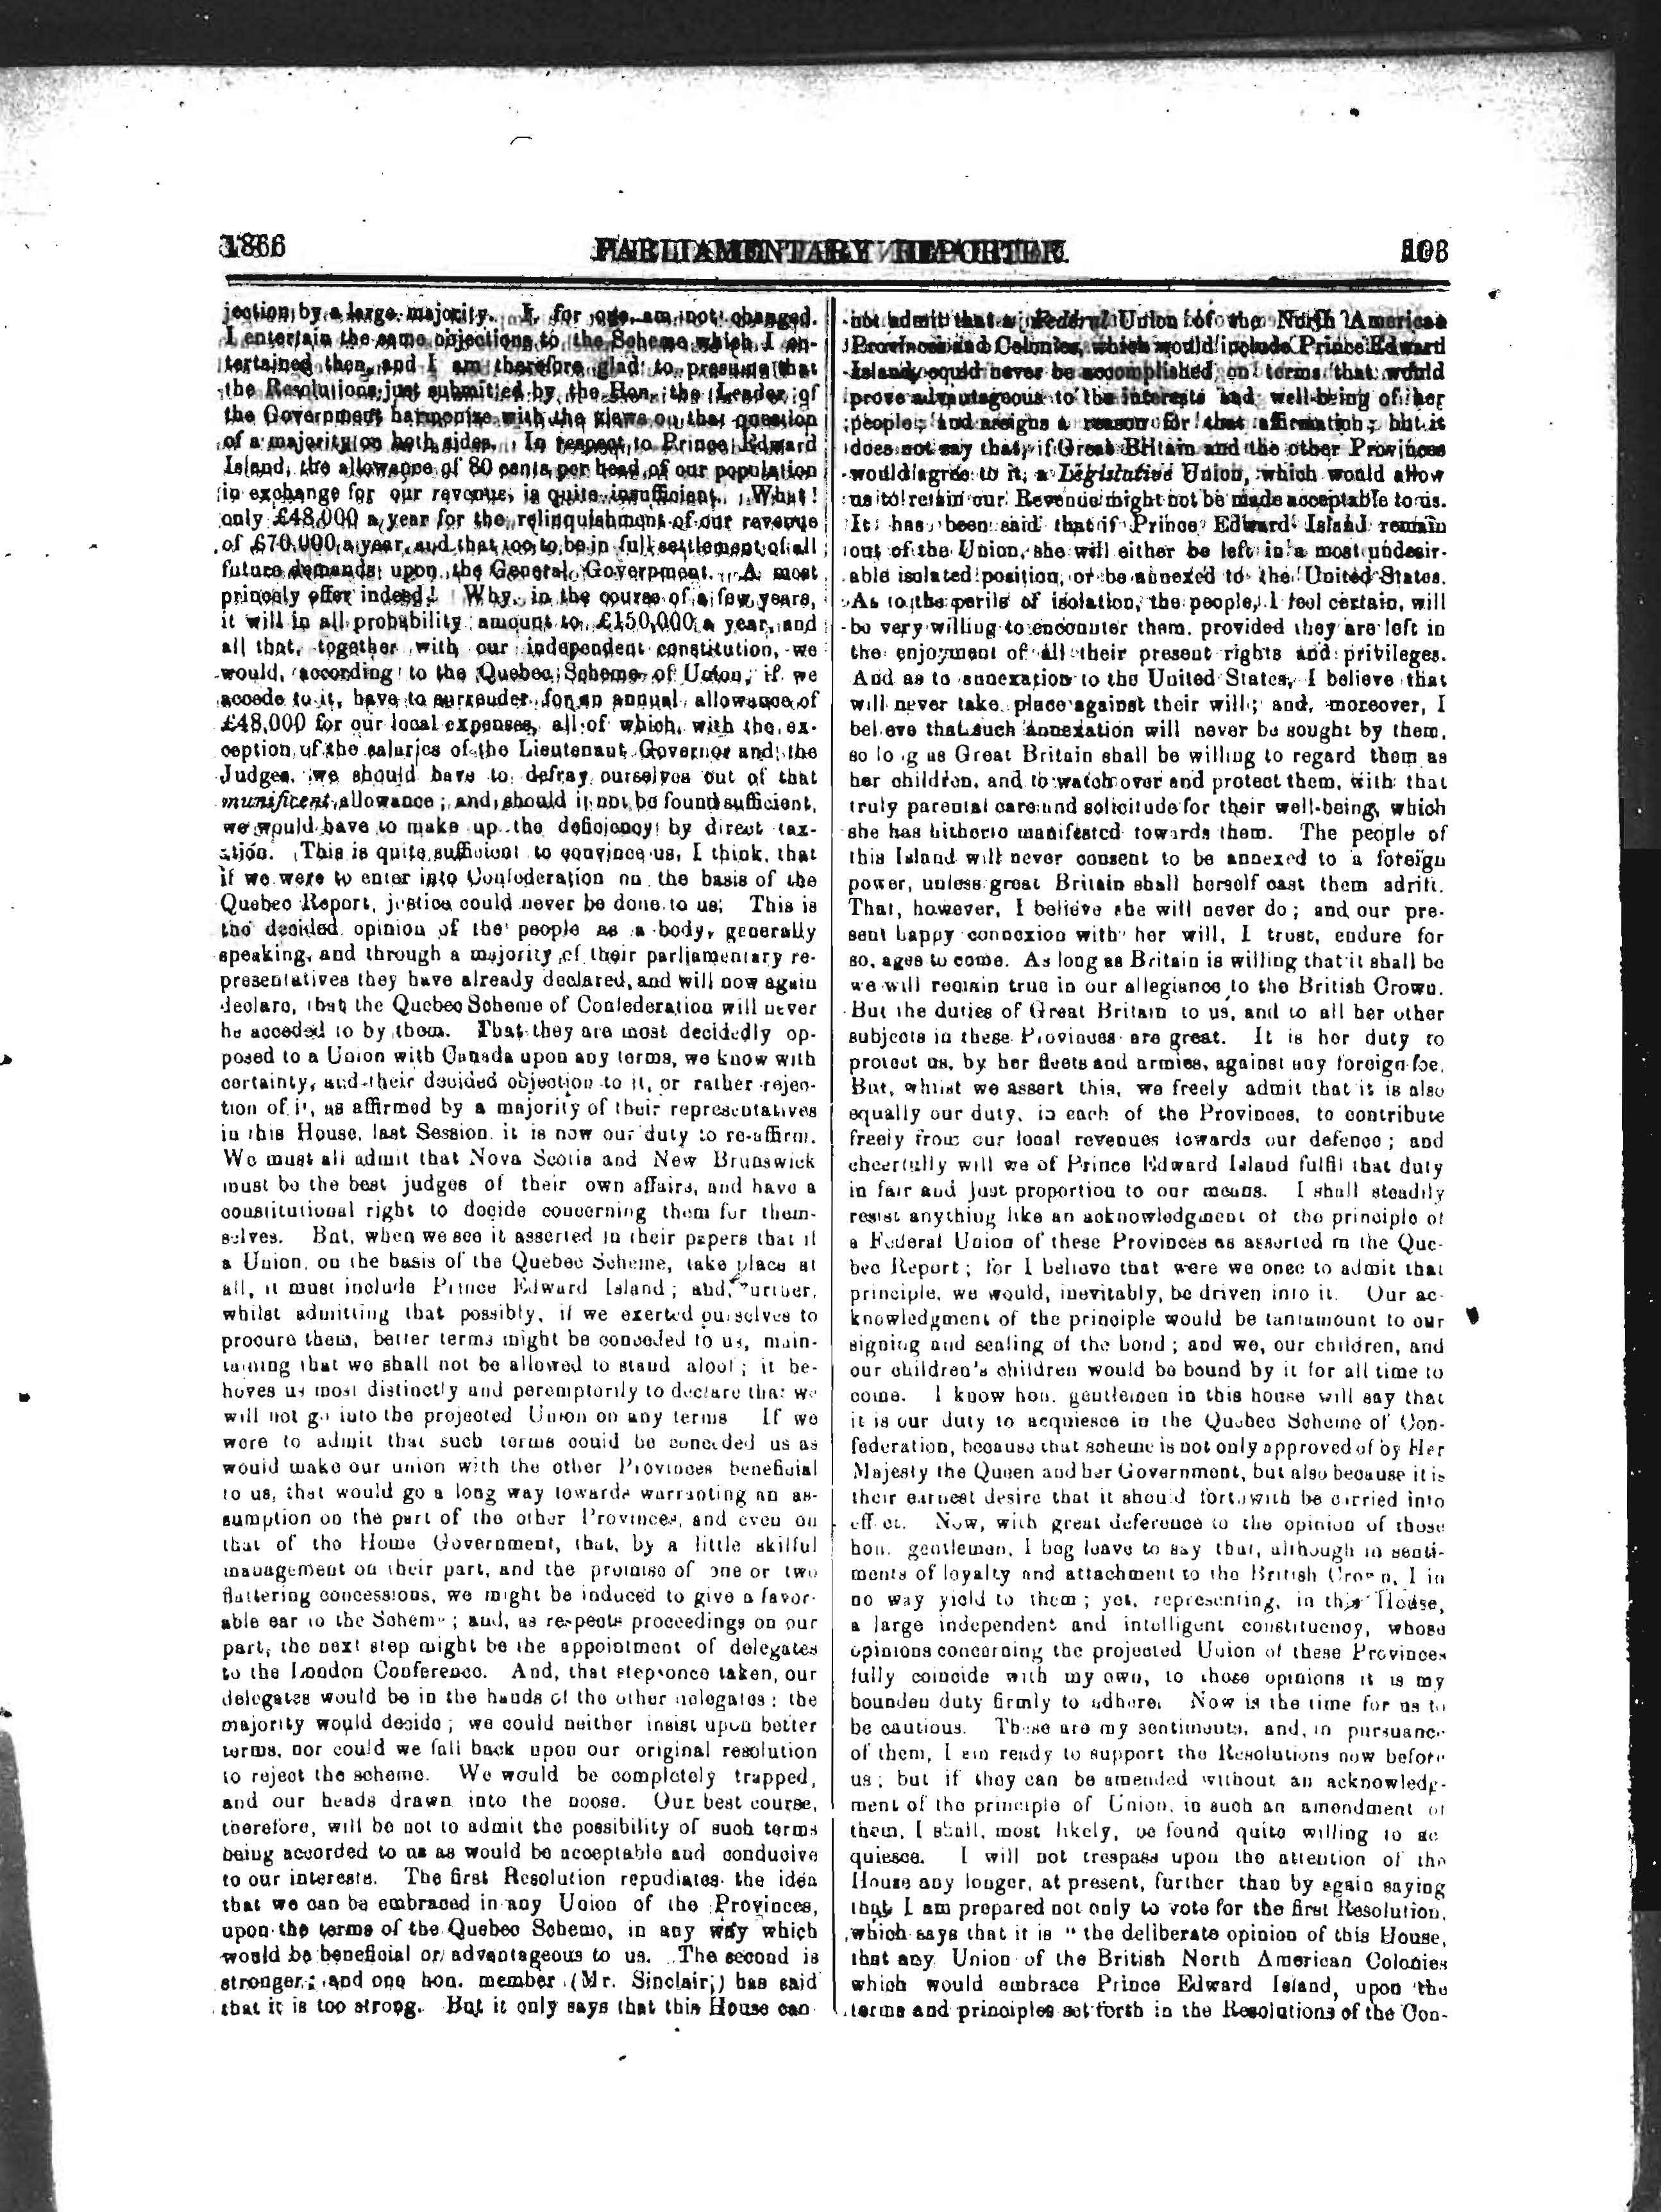 1866
PARLIAMENTARY REPORTER.
103
jection by a large majority. I, for one, am not changed.
I entertain the same objections to the Scheme which I en-
tertained then, and I am therefore glad to presume that
the Resolutions just submitted by the Hon. the Leader of
the Government harmonize with the views on that question
of a majority on both sides. In respect to Prince Edward
Island, the allowance of 80 cents per head of our population
in exchange for our revenue, is quite insufficient. What!
only £48,000 a year for the relinquishment of our revenue
of £70,000 a year, and that too to be in full settlement of all
future demands upon the General Government. A most
princely offer indeed! Why, in the course of a few years,
it will in all probability amount to £150,000 a year, and
all that, together with our independent constitution, we
would, according to the Quebec Scheme of Union, if we
accede to it, have to surrender for an annual allowance of
£48,000 for our local expenses, all of which, with the ex-
ception of the salaries of the Lieutenant Governor and the
Judges, we should have to defray ourselves out of that
munificent allowance; and, should it not be found sufficient,
we would have to make up the deficiency by direct tax-
ation. This is quite sufficient to convince us, I think, that
if we were to enter into Confederation on the basis of the
Quebec Report, justice could never be done to us. This is
the decided opinion of the people as a body, generally
speaking, and through a majority of their parliamentary re-
presentatives they have already declared, and will now again
declare, that the Quebec Scheme of Confederation will never
be acceded to by them. That they are most decidedly op-
posed to a Union with Canada upon any terms, we know with
certainty, and their decided objection to it, or rather rejec-
tion of it, as affirmed by a majority of their representatives
in this House, last Session, it is now our duty to re-affirm.
We must all admit that Nova Scotia and New Brunswick
must be the best judges of their own affairs, and have a
constitutional right to decide concerning them for them-
selves. But, when we see it asserted in their papers that if
a Union, on the basis of the Quebec Scheme, take place at
all, it must include Prince Edward Island; and, further,
whilst admitting that possibly, if we exerted ourselves to
procure them, better terms might be conceded to us, main-
taining that we shall not be allowed to stand aloof; it be-
hoves us most distinctly and peremptorily to declare that we
will not go into the projected Union on any terms If we
were to admit that such terms could be conceded us as
would make our union with the other Provinces beneficial
to us, that would go a long way towards warranting an as-
sumption on the part of the other Provinces, and even on
that of the Home Government, that, by a little skilful
management on their part, and the promise of one or two
flattering concessions, we might be induced to give a favor-
able ear to the Scheme; and, as respects proceedings on our
part, the next step might be the appointment of delegates
to the London Conference. And, that step once taken, our
delegates would be in the hands of the other delegates: the
majority would decide; we could neither insist upon better
terms, nor could we fall back upon our original resolution
to reject the scheme. We would be completely trapped,
and our heads drawn into the noose. Our best course,
therefore, will be not to admit the possibility of such terms
being accorded to us as would be acceptable and conducive
to our interests. The first Resolution repudiates the idea
that we can be embraced in any Union of the Provinces,
upon the terms of the Quebec Scheme, in any way which
would be beneficial or advantageous to us. The second is
stronger; and one hon. member (Mr. Sinclair,) has said
that it is too strong. But it only says that this House can
not admit that a Federal Union of the North American
Provinces and Colonies, which would include Prince Edward
Island, could never be accomplished on terms that would
prove advantageous to the interests and well-being of her
people; and assigns a reason for that affirmation; but it
does not say that, if Great Britain and the other Provinces
would agree to it, a Legislative Union, which would allow
us to retain our Revenue might not be made acceptable to us.
It has been said that if Prince Edward Island remain
out of the Union, she will either be left in a most undesir-
able isolated position, or be annexed to the United States.
As to the perils of isolation, the people, I feel certain, will
be very willing to encounter them, provided they are left in
the enjoyment of all their present rights and privileges.
And as to annexation to the United States, I believe that
will never take place against their will; and, moreover, I
believe that such annexation will never be sought by them,
so long as Great Britain shall be willing to regard them as
her children, and to watch over and protect them, with that
truly parental care and solicitude for their well-being, which
she has hitherto manifested towards them. The people of
this Island will never consent to be annexed to a foreign
power, unless great Britain shall herself cast them adrift.
That, however, I believe she will never do; and our pre-
sent happy connexion with her will, I trust, endure for
so, ages to come. As long as Britain is willing that it shall be
we will remain true in our allegiance to the British Crown.
But the duties of Great Britain to us, and to all her other
subjects in these Provinces are great. It is her duty to
protect us, by her fleets and armies, against any foreign foe.
But, whilst we assert this, we freely admit that it is also
equally our duty, in each of the Provinces, to contribute
freely from our local revenues towards our defence; and
cheerfully will we of Prince Edward Island fulfil that duty
in fair and just proportion to our means. I shall steadily
resist anything like an acknowledgment of the principle of
a Federal Union of these Provinces as asserted in the Que-
bec Report; for I believe that were we once to admit that
principle, we would, inevitably, be driven into it. Our ac-
knowledgment of the principle would be tantamount to our
signing and sealing of the bond; and we, our children, and
our children's children would be bound by it for all time to
come. I know hon. gentlemen in this house will say that
it is our duty to acquiesce in the Quebec Scheme of Con-
federation, because that scheme is not only approved of by Her
Majesty the Queen and her Government, but also because it is
their earnest desire that it should forthwith be carried into
effect. Now, with great deference to the opinion of those
hon. gentlemen, I beg leave to say that, although in senti-
ments of loyalty and attachment to the British Crown, I in
no way yield to them; yet, representing, in this House,
a large independent and intelligent constituency, whose
opinions concerning the projected Union of these Provinces
fully coincide with my own, to those opinions it is my
bounden duty firmly to adhere. Now is the time for us to
be cautious. These are my sentiments, and, in pursuance
of them, I am ready to support the Resolutions now before
us; but if they can be amended without an acknowledg-
ment of the principle of Union, in such an amendment of
them, I shall, most likely, be found quite willing to ac
quiesce. I will not trespass upon the attention of the
House any longer, at present, further than by again saying
that I am prepared not only to vote for the first Resolution,
which says that it is "the deliberate opinion of this House,
that any Union of the British North American Colonies
which would embrace Prince Edward Island, upon the
terms and principles set forth in the Resolutions of the Con-